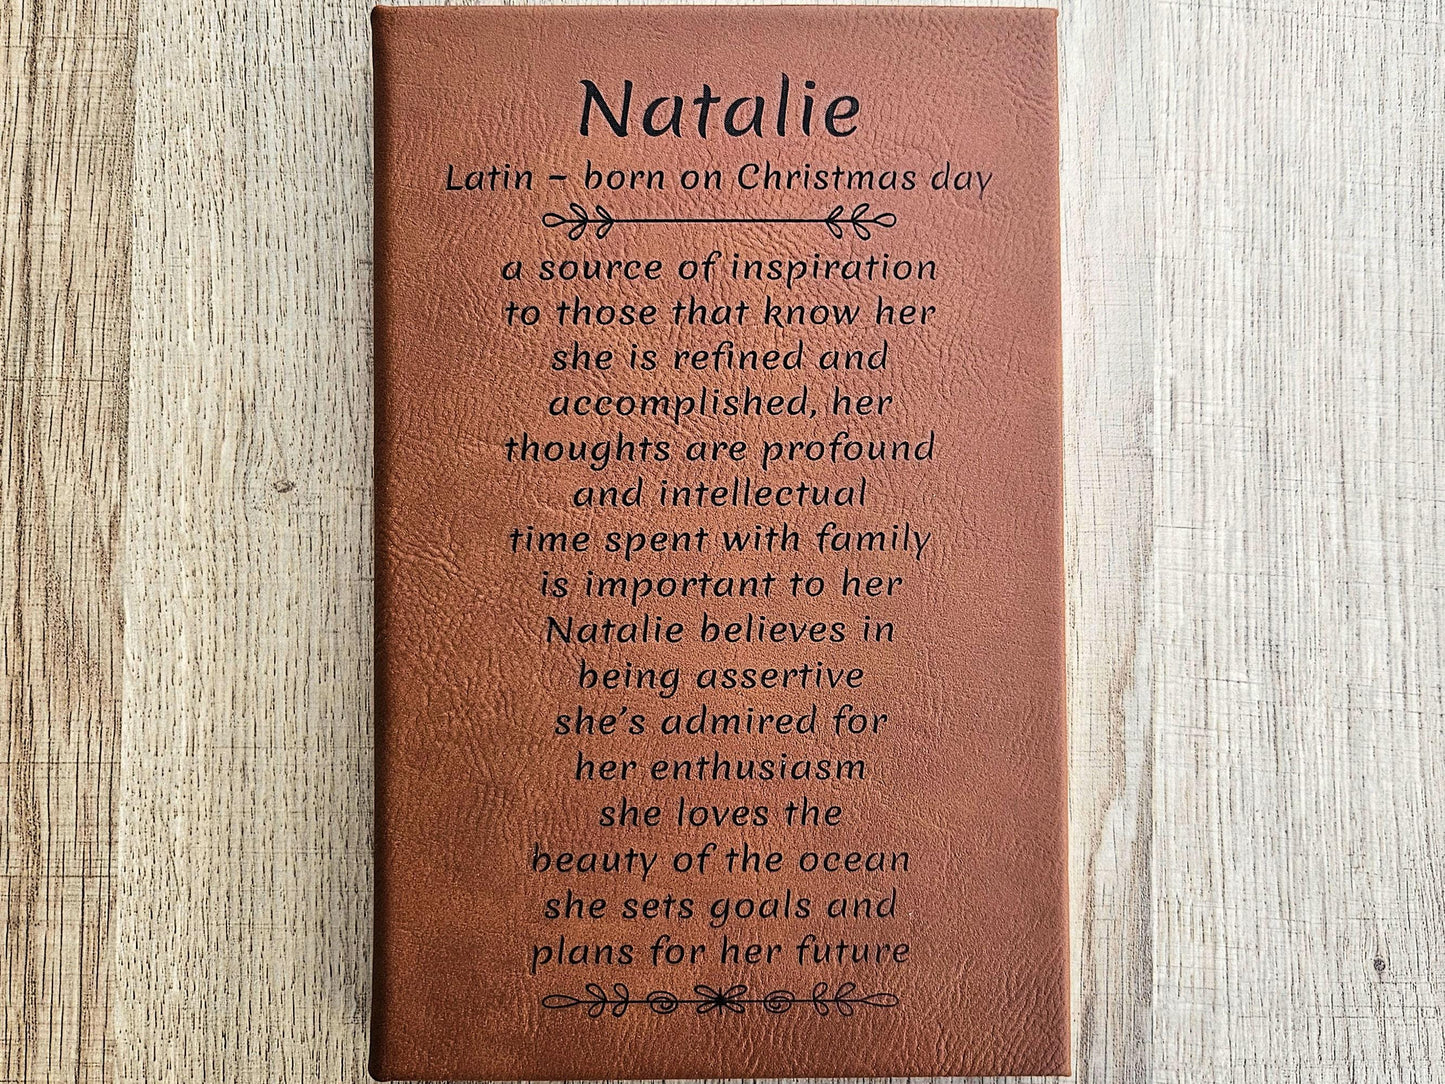 Natalie
Latin – born on Christmas day
a source of inspiration
to those that know her
she is refined and
accomplished, her
thoughts are profound
and intellectual
time spent with family
is important to her
Natalie believes in
being assertive
she’s admired for
her enthusiasm
she loves the
beauty of the ocean
she sets goals and
plans for her future